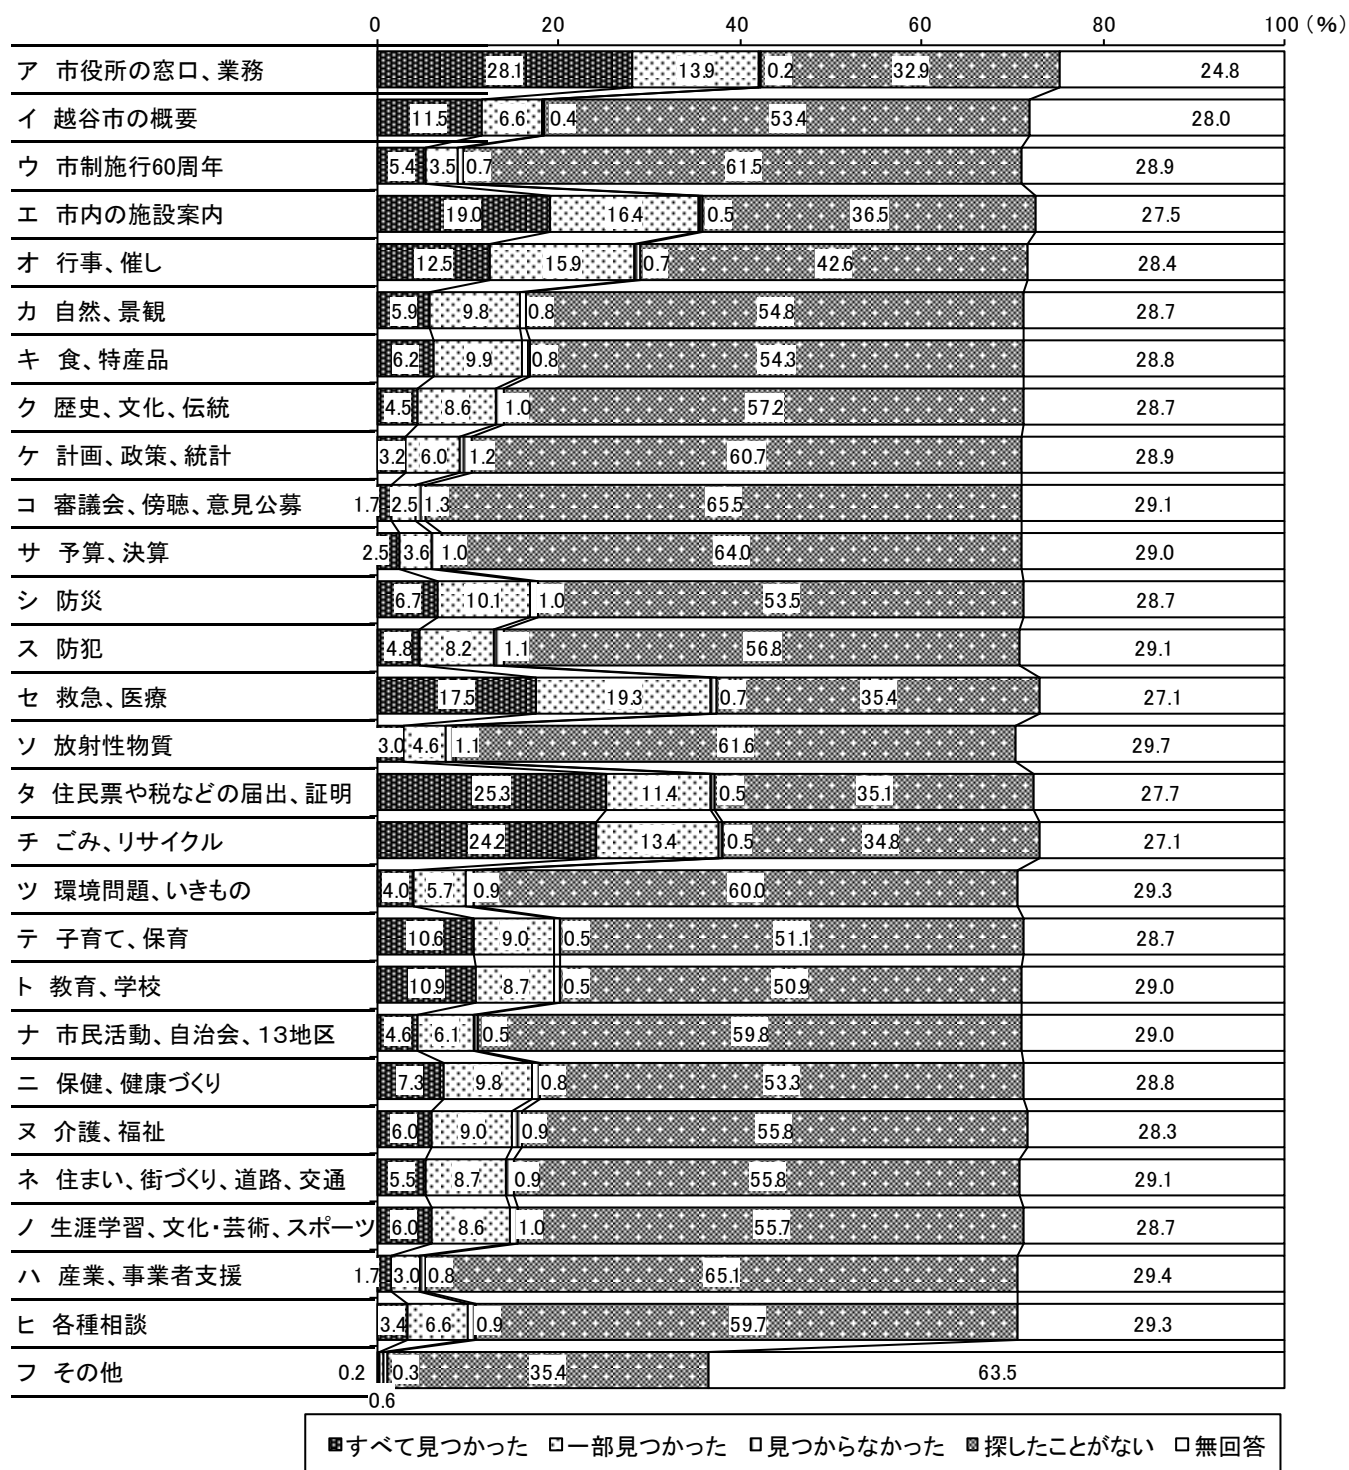 0 20 40 60 80 100（％）
ア 市役所の窓口、業務 28.1 13.9 0.2 32.9 24.8
イ 越谷市の概要 11.5 6.6 0.4 53.4 28.0
ウ 市制施行60周年 5.4 3.5 0.7 61.5 28.9
エ 市内の施設案内 19.0 16.4 0.5 36.5 27.5
オ 行事、催し 12.5 15.9 0.7 42.6 28.4
カ 自然、景観 5.9 9.8 0.8 54.8 28.7
キ 食、特産品 6.2 9.9 0.8 54.3 28.8
ク 歴史、文化、伝統 4.5 8.6 1.0 57.2 28.7
ケ 計画、政策、統計 3.2 6.0 1.2 60.7 28.9
コ 審議会、傍聴、意見公募 1.7 2.5 1.3 65.5 29.1
サ 予算、決算 2.5 3.6 1.0 64.0 29.0
シ 防災 6.7 10.1 1.0 53.5 28.7
ス 防犯 4.8 8.2 1.1 56.8 29.1
セ 救急、医療 17.5 19.3 0.7 35.4 27.1
ソ 放射性物質 3.0 4.6 1.1 61.6 29.7
タ 住民票や税などの届出、証明 25.3 11.4 0.5 35.1 27.7
チ ごみ、リサイクル 24.2 13.4 0.5 34.8 27.1
ツ 環境問題、いきもの 4.0 5.7 0.9 60.0 29.3
テ 子育て、保育 10.6 9.0 0.5 51.1 28.7
ト 教育、学校 10.9 8.7 0.5 50.9 29.0
ナ 市民活動、自治会、13地区 4.6 6.1 0.5 59.8 29.0
ニ 保健、健康づくり 7.3 9.8 0.8 53.3 28.8
ヌ 介護、福祉 6.0 9.0 0.9 55.8 28.3
ネ 住まい、街づくり、道路、交通 5.5 8.7 0.9 55.8 29.1
ノ 生涯学習、文化・芸術、スポーツ 6.0 8.6 1.0 55.7 28.7
ハ 産業、事業者支援 1.7 3.0 0.8 65.1 29.4
ヒ 各種相談 3.4 6.6 0.9 59.7 29.3
フ その他 0.2 0.3 35.4 63.5
0.6
すべて見つかった 一部見つかった 見つからなかった 探したことがない 無回答